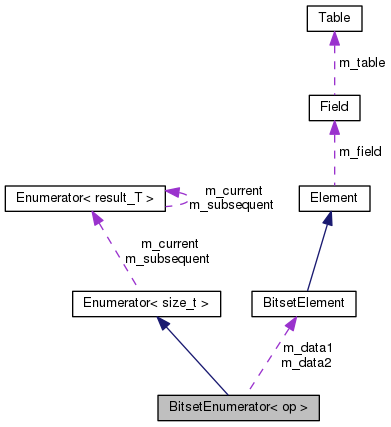 Table
m_table
Field
m_field
Enumerator< result_T >
m_current
m_subsequent
Element
m_current
m_subsequent
Enumerator< size_t >
BitsetElement
m_data1
m_data2
BitsetEnumerator< op >